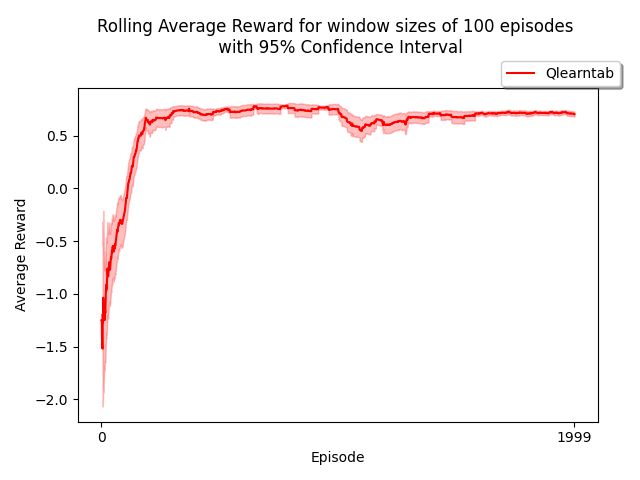 Rolling Average Reward for window sizes of 100 episodes
with 95% Confidence Interval
Qlearntab
0.5
0.0
−0.5
−1.0
−1.5
−2.0
Average Reward
0
1999
Episode